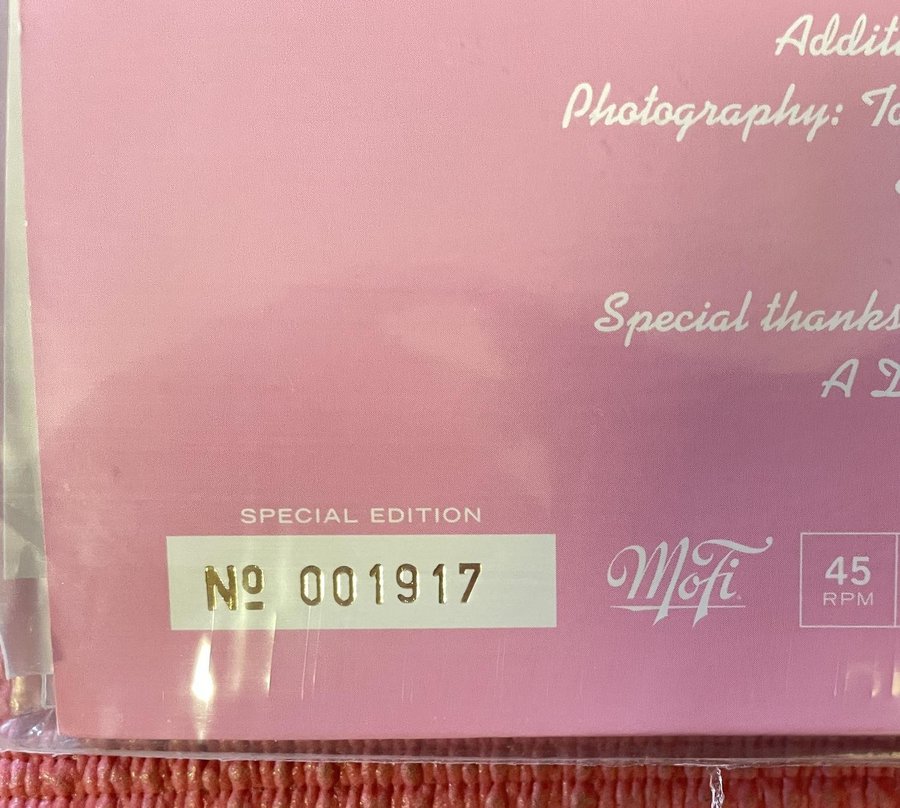 Photography:
Special thanks
A
SPECIAL EDITION
Nº 001917
MoFi
45
RPM